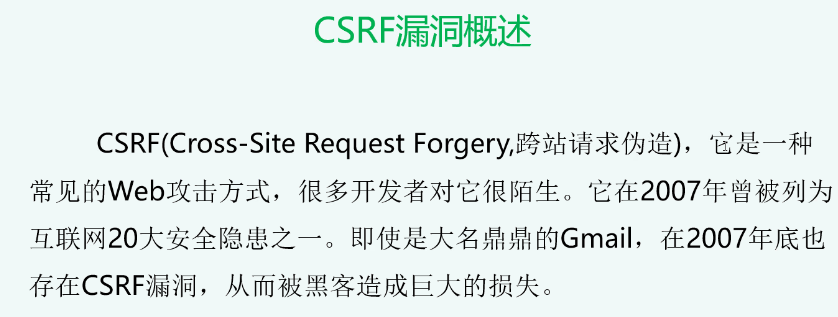 CSRF漏洞概述
CSRF(Cross-Site Request Forgery,跨站请求伪造)，它是一种
常见的Web攻击方式，很多开发者对它很陌生。它在2007年曾被列为
互联网20大安全隐患之一。即使是大名鼎鼎的Gmail，在2007年底也
存在CSRF漏洞，从而被黑客造成巨大的损失。